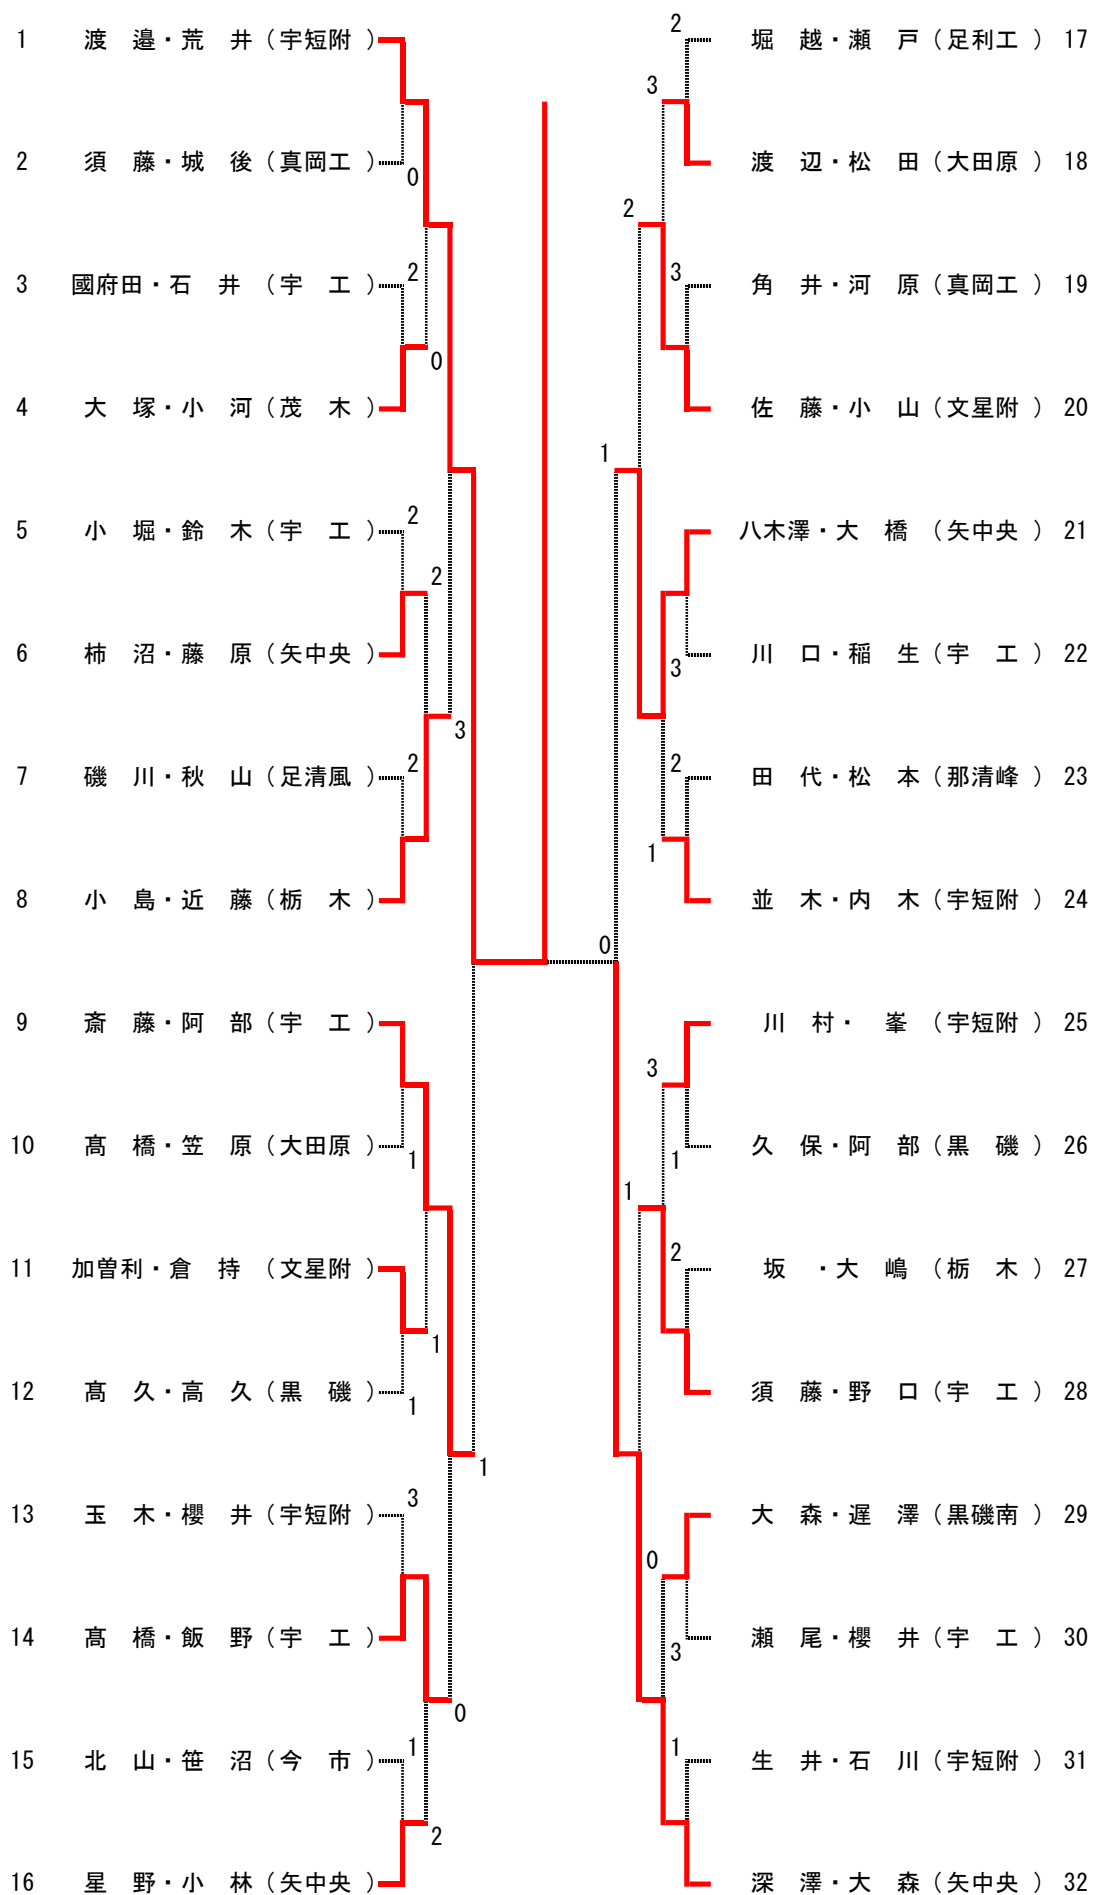 1 渡 邉・荒 井（宇短附）
2 須 藤・城 後（真岡工）
0
3 國府田・石 井（宇 工）
2
4 大 塚・小 河（茂 木）
0
5 小 堀・鈴 木（宇 工）
2
2
6 柿 沼・藤 原（矢中央）
7 磯 川・秋 山（足清風）
2
3
8 小 島・近 藤（栃 木）
9 斎 藤・阿 部（宇 工）
10 髙 橋・笠 原（大田原）
1
11 加曽利・倉 持（文星附）
1
12 髙 久・高 久（黒 磯）
1
1
13 玉 木・櫻 井（宇短附）
3
14 髙 橋・飯 野（宇 工）
0
15 北 山・笹 沼（今 市）
1
2
16 星 野・小 林（矢中央）
2
堀 越・瀬 戸（足利工）17
3
渡 辺・松 田（大田原）18
2
3
角 井・河 原（真岡工）19
佐 藤・小 山（文星附）20
1
八木澤・大 橋（矢中央）21
川 口・稲 生（宇 工）22
3
2
田 代・松 本（那清峰）23
1
並 木・内 木（宇短附）24
0
川 村・ 峯（宇短附）25
3
久 保・阿 部（黒 磯）26
1
1
2
坂 ・大 嶋（栃 木）27
須 藤・野 口（宇 工）28
大 森・遅 澤（黒磯南）29
0
瀬 尾・櫻 井（宇 工）30
3
1
生 井・石 川（宇短附）31
深 澤・大 森（矢中央）32